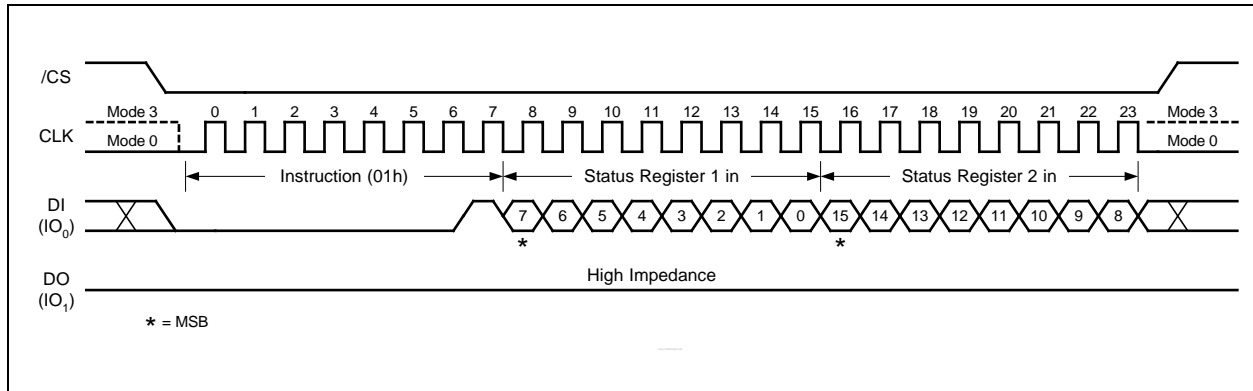 /CS
Mode 3 0 1 2 3 4 5 6 7 8 9 10 11 12 13 14 15 16 17 18 19 20 21 22 23 Mode 3
CLK
Mode 0 Mode 0
Instruction (01h) Status Register 1 in Status Register 2 in
DI
(IO0) 7 6 5 4 3 2 1 0 15 14 13 12 11 10 9 8
* *
High Impedance
DO
(IO1)
* = MSB